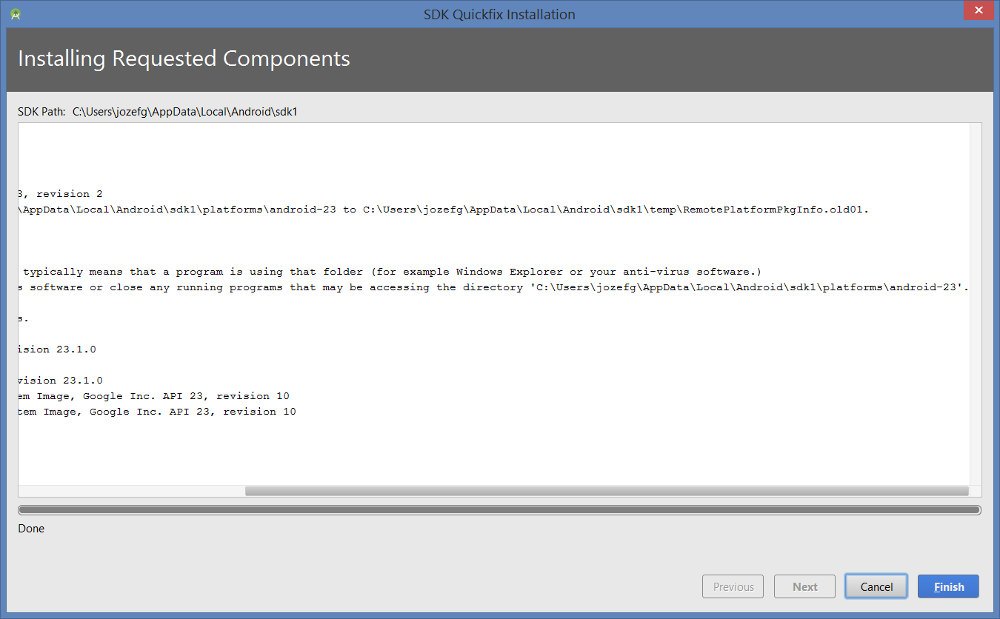 SDK Quickfix Installation
Installing Requested Components
SDK Path: C:\Users\jozefg\AppData\Local\Android\sdk1
3, revision 2
\AppData\Local\Android\sdk1\platforms\android-23 to C:\Users\jozefg\AppData\Local\Android\sdk1\temp\RemotePlatformPkgInfo.old01.
typically means that a program is using that folder (for example Windows Explorer or your anti-virus software.)
s software or close any running programs that may be accessing the directory 'C:\Users\jozefg\AppData\Local\Android\sdk1\platforms\android-23'.
s.
ision 23.1.0
vision 23.1.0
em Image, Google Inc. API 23, revision 10
tem Image, Google Inc. API 23, revision 10
Done
Previous
Next
Cancel
Finish